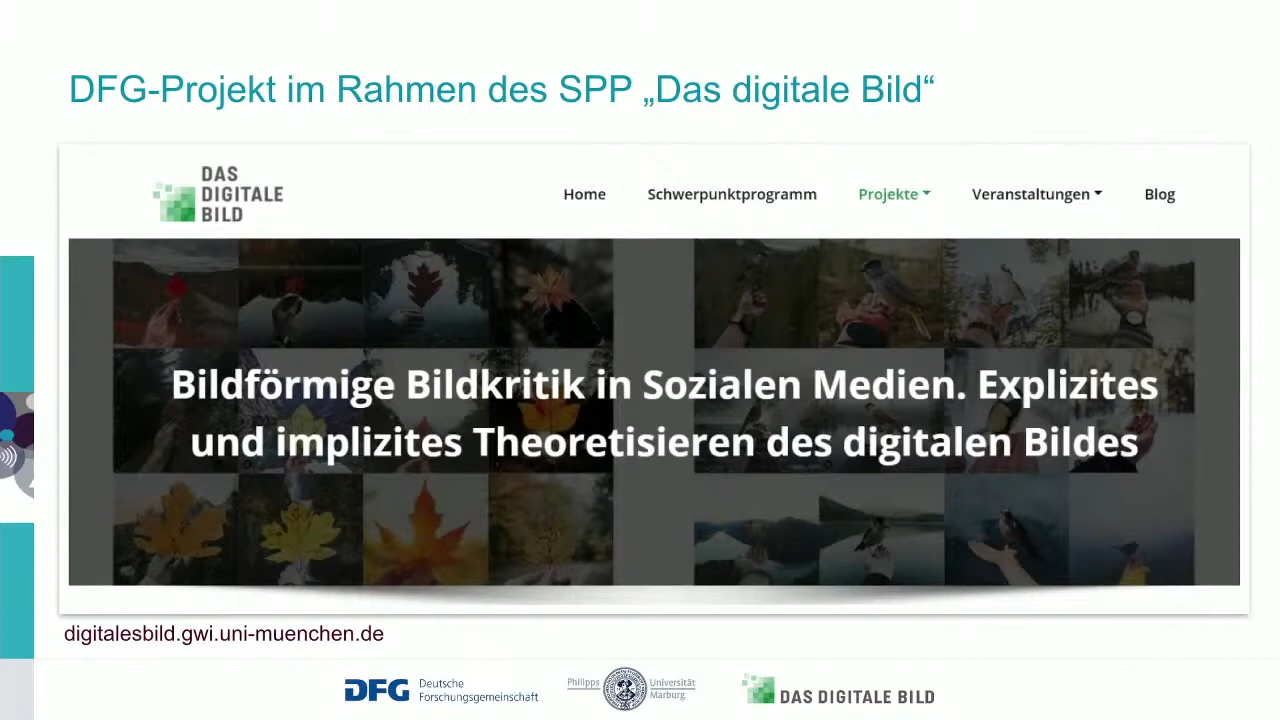 DFG-Projekt im Rahmen des SPP „Das digitale Bild“
DAS
DIGITALE
BILD
Home Schwerpunktprogramm Projekte Veranstaltungen Blog
Bildförmige Bildkritik in Sozialen Medien. Explizites
und implizites Theoretisieren des digitalen Bildes
digitalesbild.gwi.uni-muenchen.de
DFG Deutsche
Forschungsgemeinschaft
Philipps Universität
Marburg
DAS DIGITALE BILD